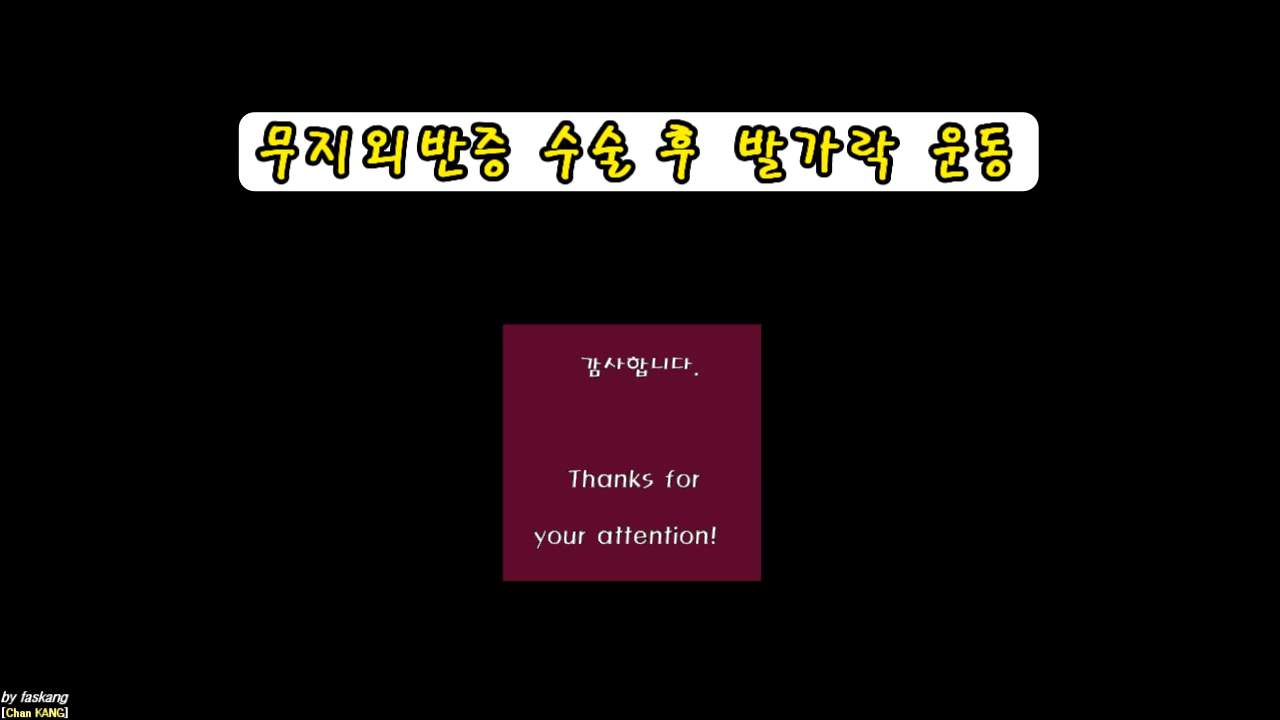 무지외반증 수술 후 발가락 운동
감사합니다.
Thanks for
your attention!
by faskang
[Chan KANG]